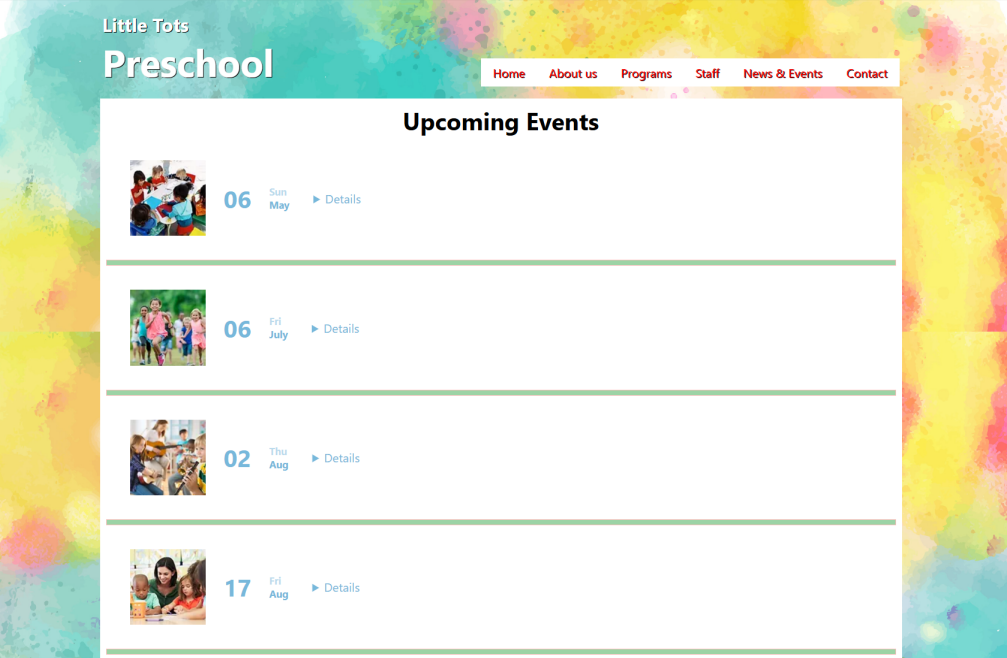 Little Tots
Preschool
Home About us Programs Staff News & Events Contact
Upcoming Events
06 Sun May Details
06 Fri July Details
02 Thu Aug Details
17 Fri Aug Details